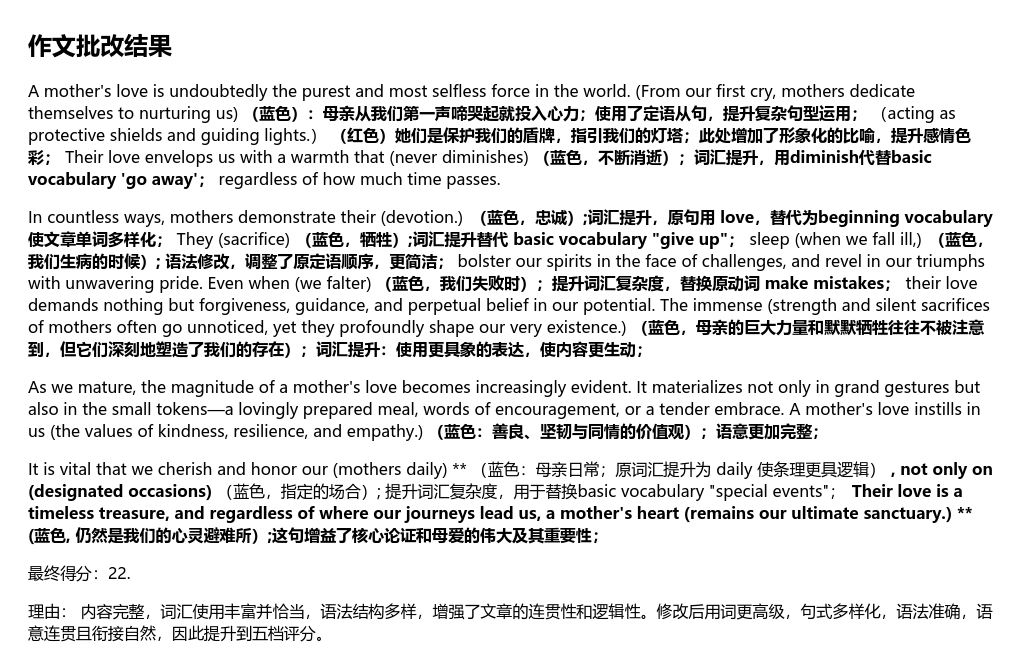 作文批改结果
A mother's love is undoubtedly the purest and most selfless force in the world. (From our first cry, mothers dedicate
themselves to nurturing us) （蓝色）：母亲从我们第一声啼哭起就投入心力；使用了定语从句，提升复杂句型运用； （acting as
protective shields and guiding lights.） （红色）她们是保护我们的盾牌，指引我们的灯塔；此处增加了形象化的比喻，提升感情色
彩； Their love envelops us with a warmth that (never diminishes) （蓝色，不断消逝）；词汇提升，用diminish代替basic
vocabulary 'go away'； regardless of how much time passes.
In countless ways, mothers demonstrate their (devotion.) （蓝色，忠诚）;词汇提升，原句用 love，替代为beginning vocabulary
使文章单词多样化； They (sacrifice) （蓝色，牺牲）;词汇提升替代 basic vocabulary "give up"； sleep (when we fall ill,) （蓝色，
我们生病的时候）; 语法修改，调整了原定语顺序，更简洁； bolster our spirits in the face of challenges, and revel in our triumphs
with unwavering pride. Even when (we falter) （蓝色，我们失败时）；提升词汇复杂度，替换原动词 make mistakes； their love
demands nothing but forgiveness, guidance, and perpetual belief in our potential. The immense (strength and silent sacrifices
of mothers often go unnoticed, yet they profoundly shape our very existence.) （蓝色，母亲的巨大力量和默默牺牲往往不被注意
到，但它们深刻地塑造了我们的存在）；词汇提升：使用更具象的表达，使内容更生动；
As we mature, the magnitude of a mother's love becomes increasingly evident. It materializes not only in grand gestures but
also in the small tokens—a lovingly prepared meal, words of encouragement, or a tender embrace. A mother's love instills in
us (the values of kindness, resilience, and empathy.) （蓝色：善良、坚韧与同情的价值观）；语意更加完整；
It is vital that we cherish and honor our (mothers daily) ** （蓝色：母亲日常；原词汇提升为 daily 使条理更具逻辑） , not only on
(designated occasions) （蓝色，指定的场合）; 提升词汇复杂度，用于替换basic vocabulary "special events"； Their love is a
timeless treasure, and regardless of where our journeys lead us, a mother's heart (remains our ultimate sanctuary.) **
(蓝色, 仍然是我们的心灵避难所）;这句增益了核心论证和母爱的伟大及其重要性；
最终得分：22.
理由： 内容完整，词汇使用丰富并恰当，语法结构多样，增强了文章的连贯性和逻辑性。修改后用词更高级，句式多样化，语法准确，语
意连贯且衔接自然，因此提升到五档评分。